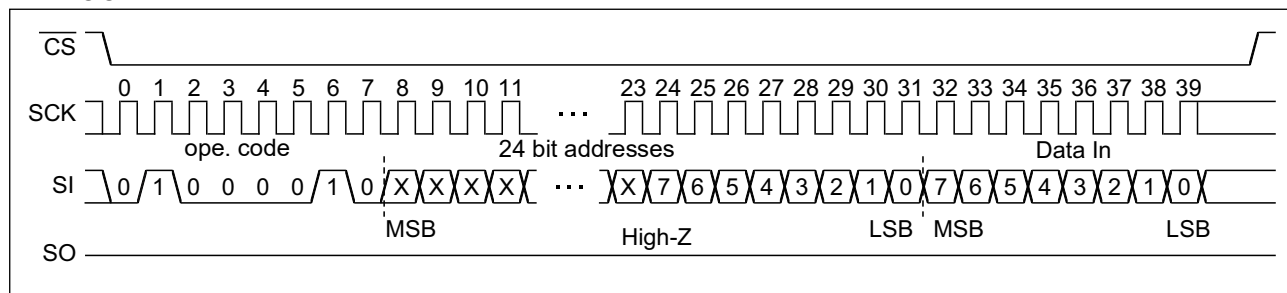 CS
0 1 2 3 4 5 6 7 8 9 10 11 23 24 25 26 27 28 29 30 31 32 33 34 35 36 37 38 39
SCK ···
ope. code 24 bit addresses Data In
SI 0 1 0 0 0 0 1 0 X X X X ··· X 7 6 5 4 3 2 1 0 7 6 5 4 3 2 1 0
MSB High-Z LSB MSB LSB
SO